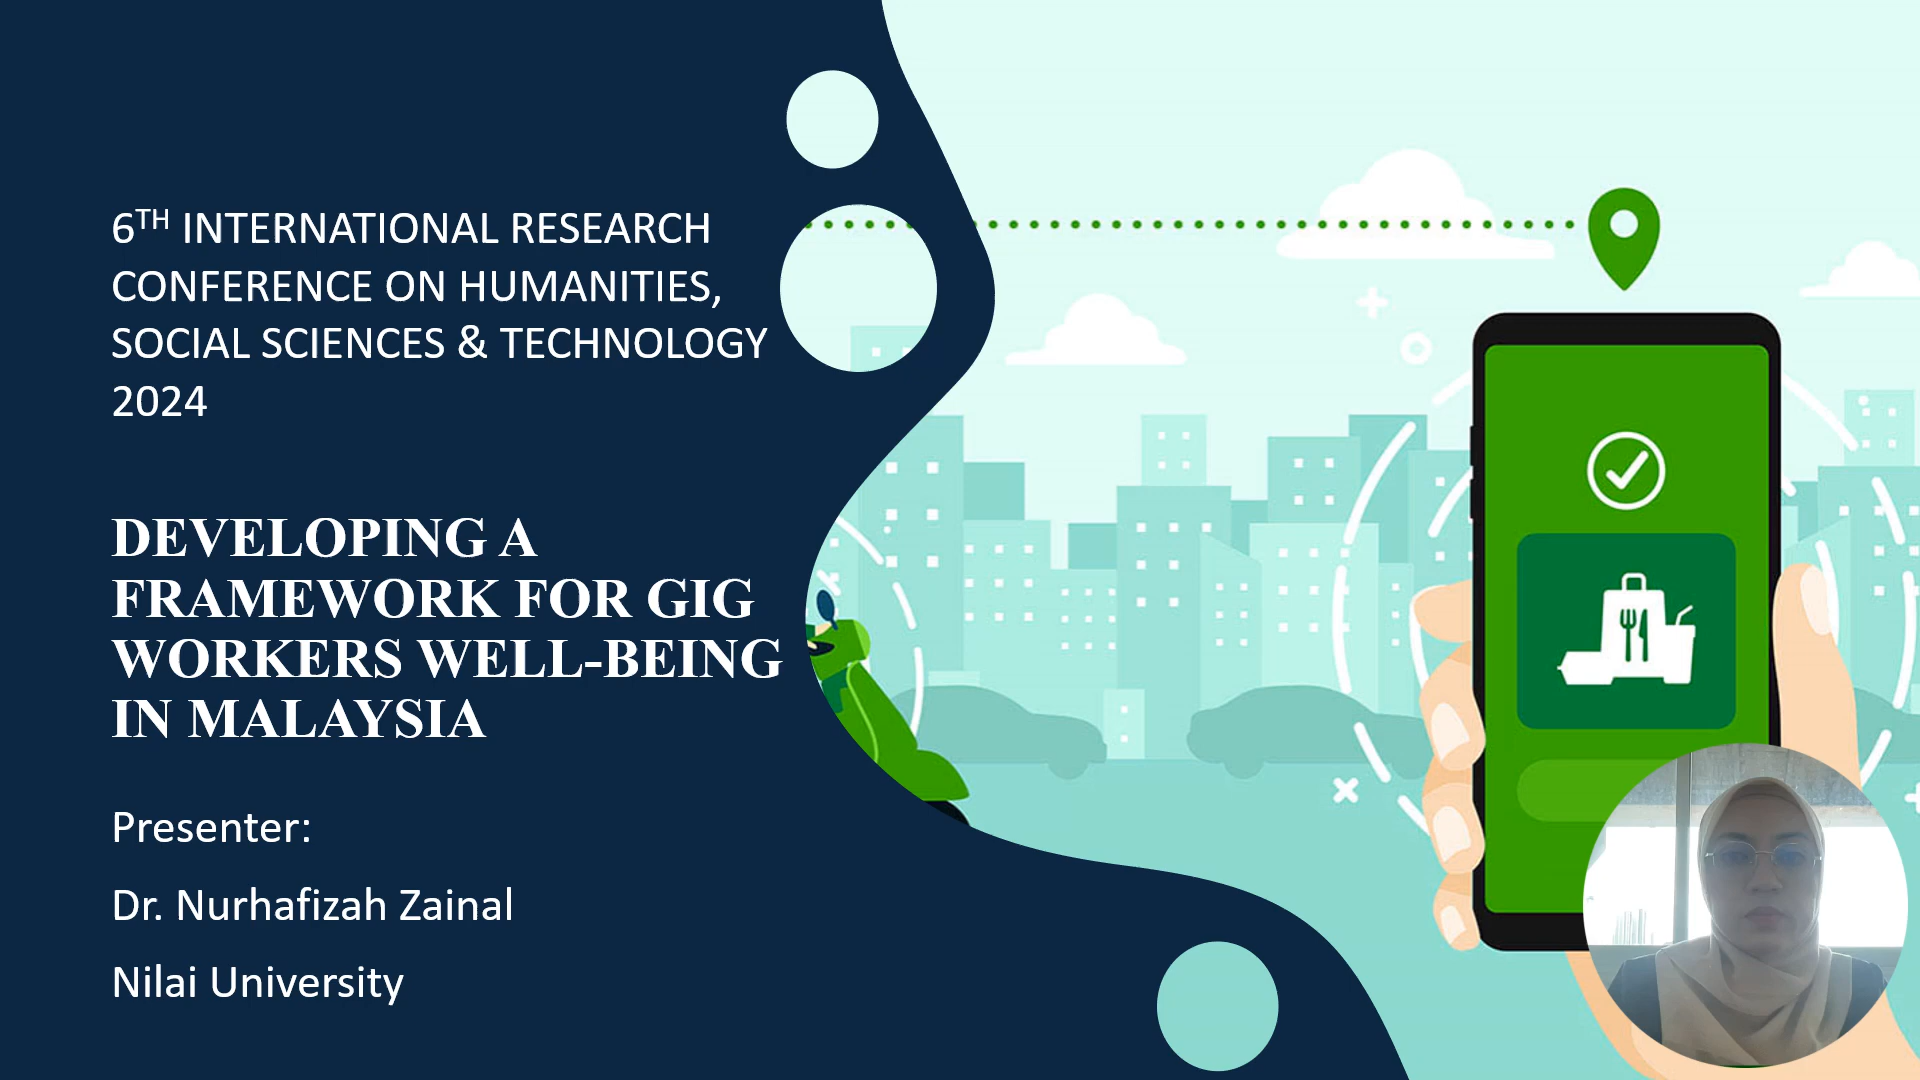 6TH INTERNATIONAL RESEARCH
CONFERENCE ON HUMANITIES,
SOCIAL SCIENCES & TECHNOLOGY
2024
DEVELOPING A
FRAMEWORK FOR GIG
WORKERS WELL-BEING
IN MALAYSIA
Presenter:
Dr. Nurhafizah Zainal
Nilai University